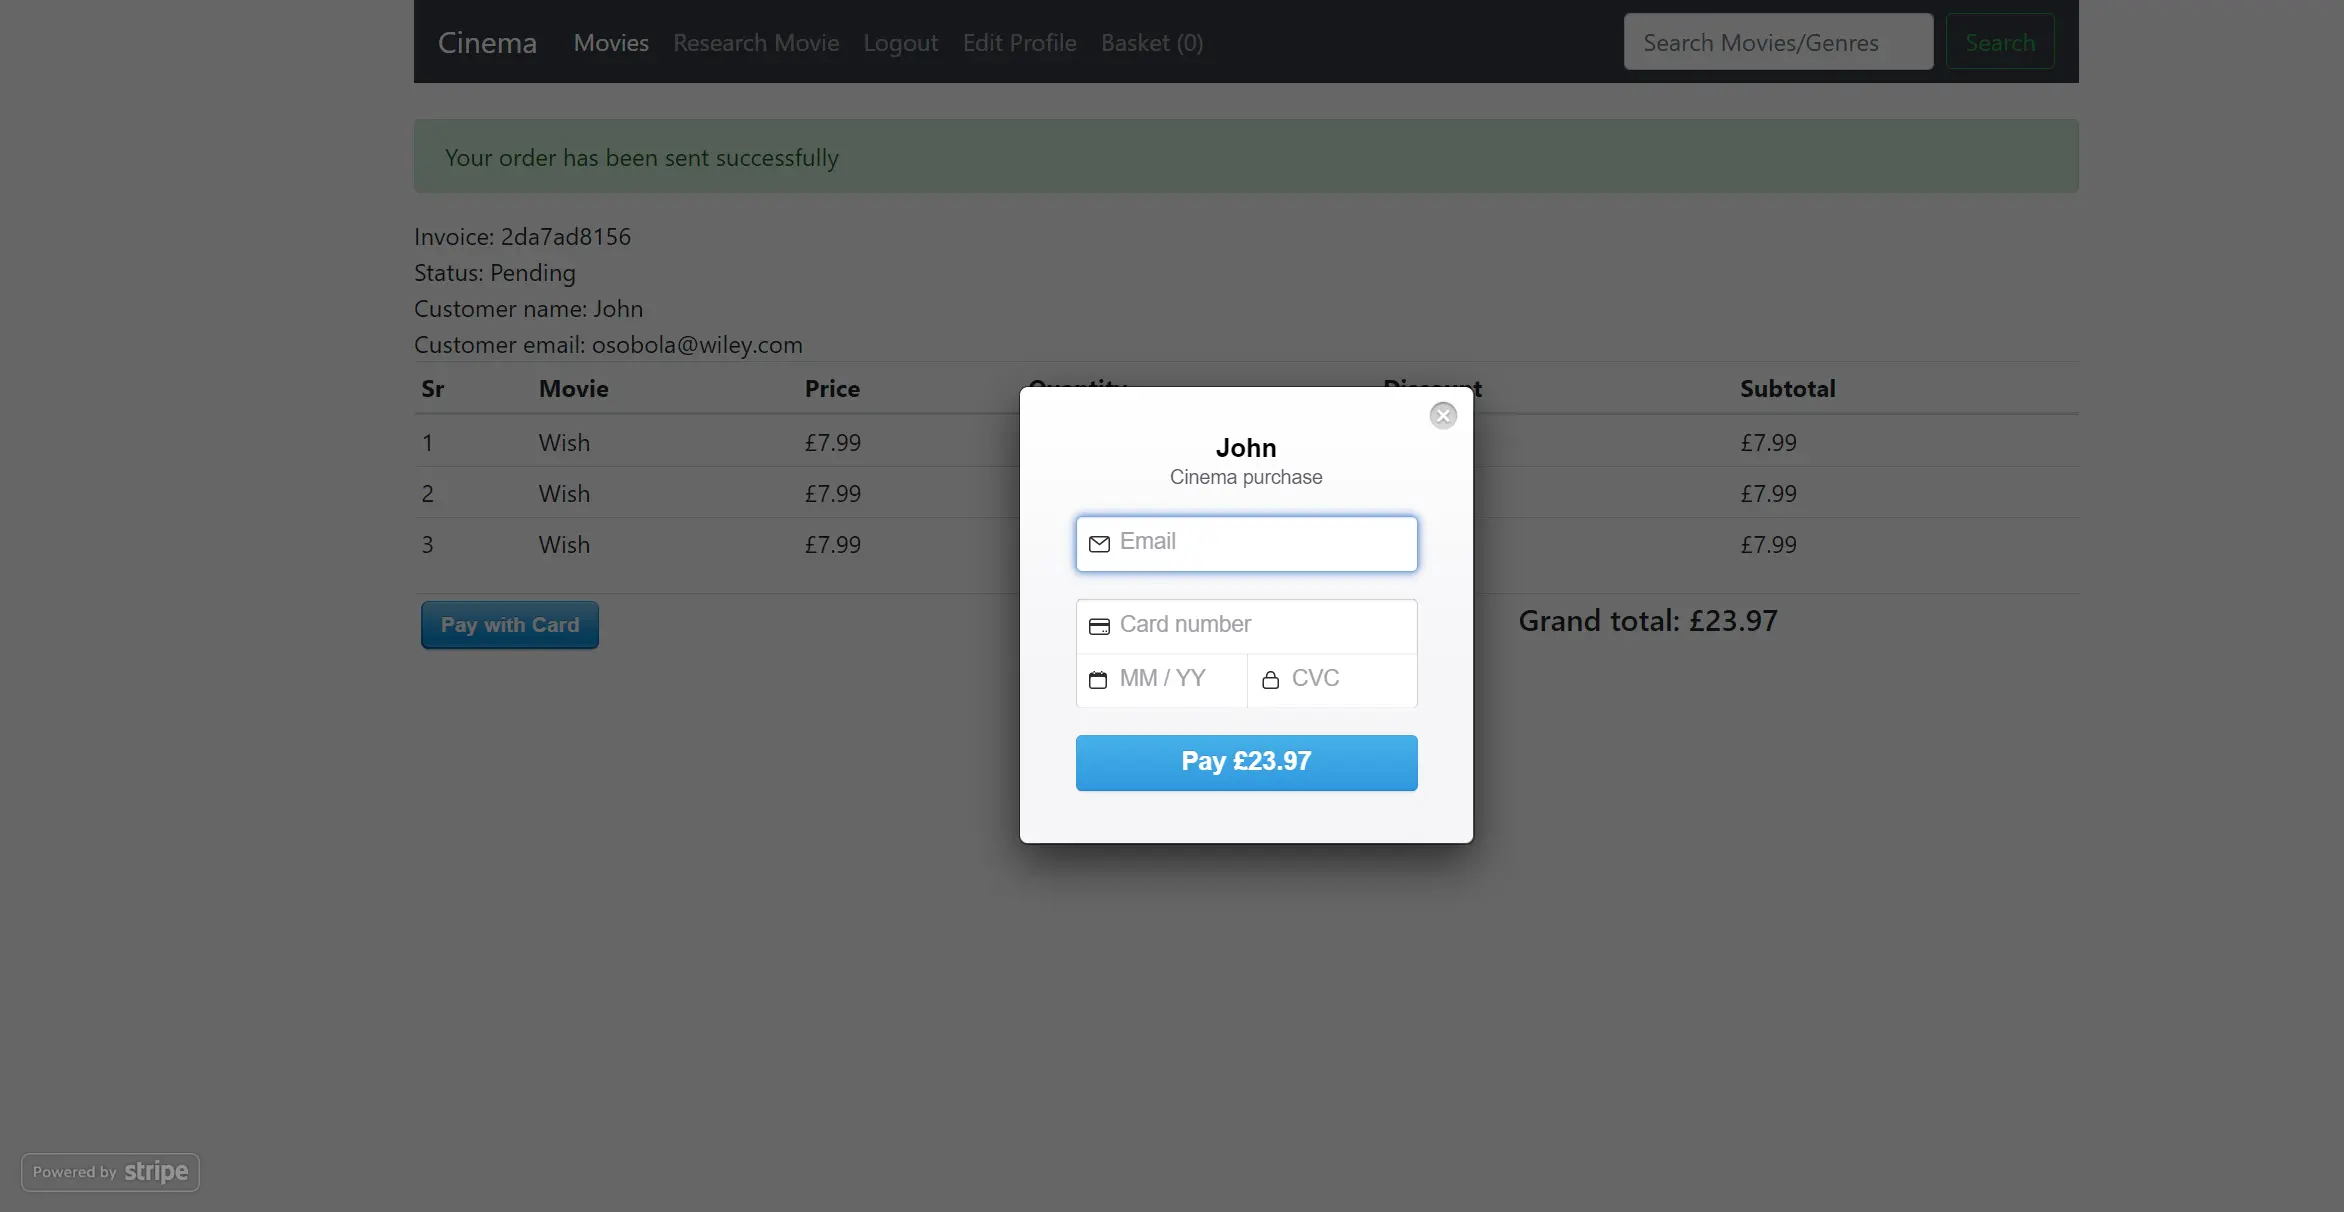 Cinema Movies Research Movie Logout Edit Profile Basket (0) Search Movies/Genres Search
Your order has been sent successfully
Invoice: 2da7ad8156
Status: Pending
Customer name: John
Customer email: osobola@wiley.com
Sr Movie Price Quantity Discount Subtotal
1 Wish £7.99 £7.99
2 Wish £7.99 £7.99
3 Wish £7.99 £7.99
Pay with Card Grand total: £23.97
John
Cinema purchase
Email
Card number
MM / YY CVC
Pay £23.97
Powered by stripe